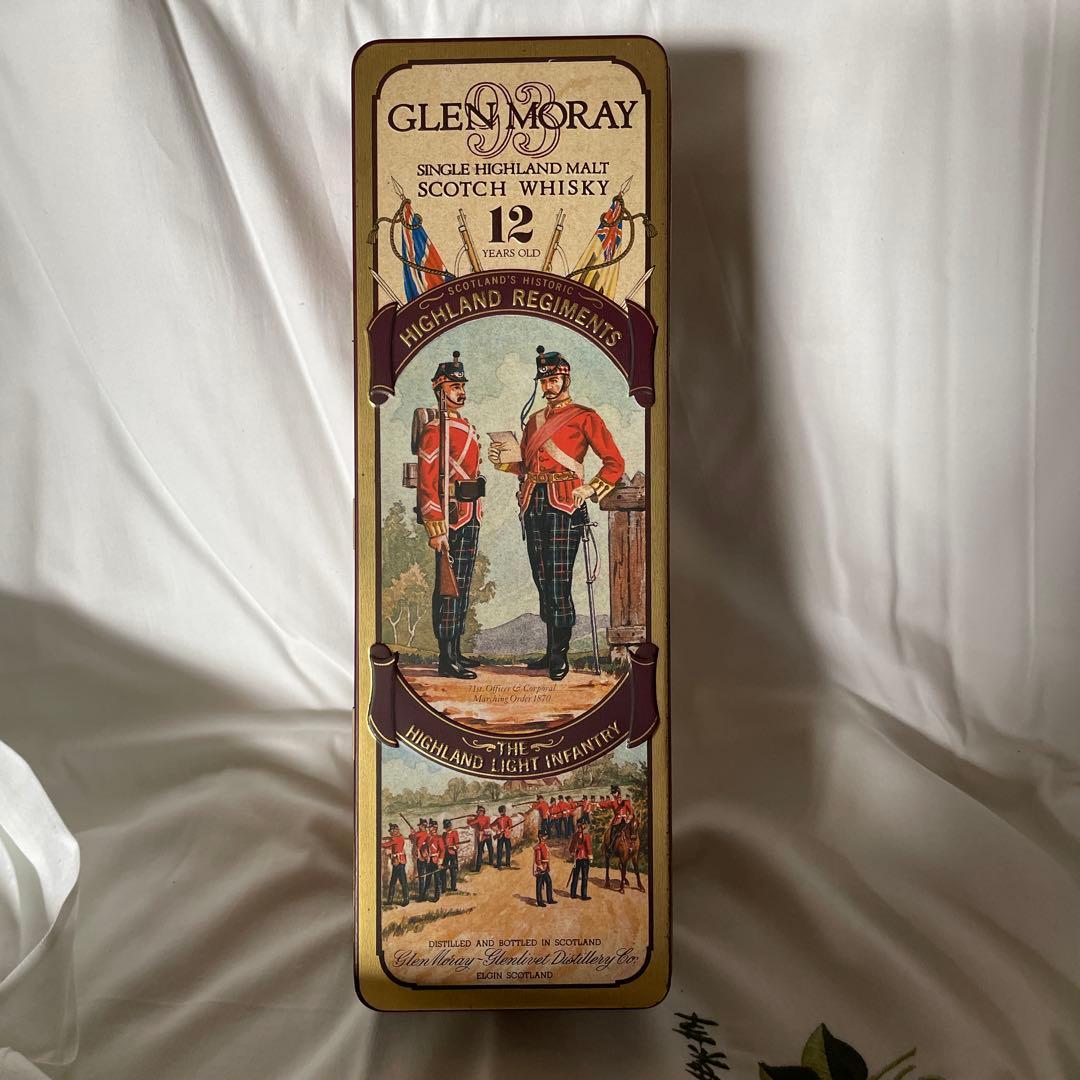 93
GLEN MORAY
SINGLE HIGHLAND MALT
SCOTCH WHISKY
12
YEARS OLD
SCOTLAND'S HISTORIC
HIGHLAND REGIMENTS
71st. Officer & Corporal
Marching Order 1870
THE
HIGHLAND LIGHT INFANTRY
DISTILLED AND BOTTLED IN SCOTLAND
Glen Moray-Glenlivet Distillery Co.
ELGIN SCOTLAND